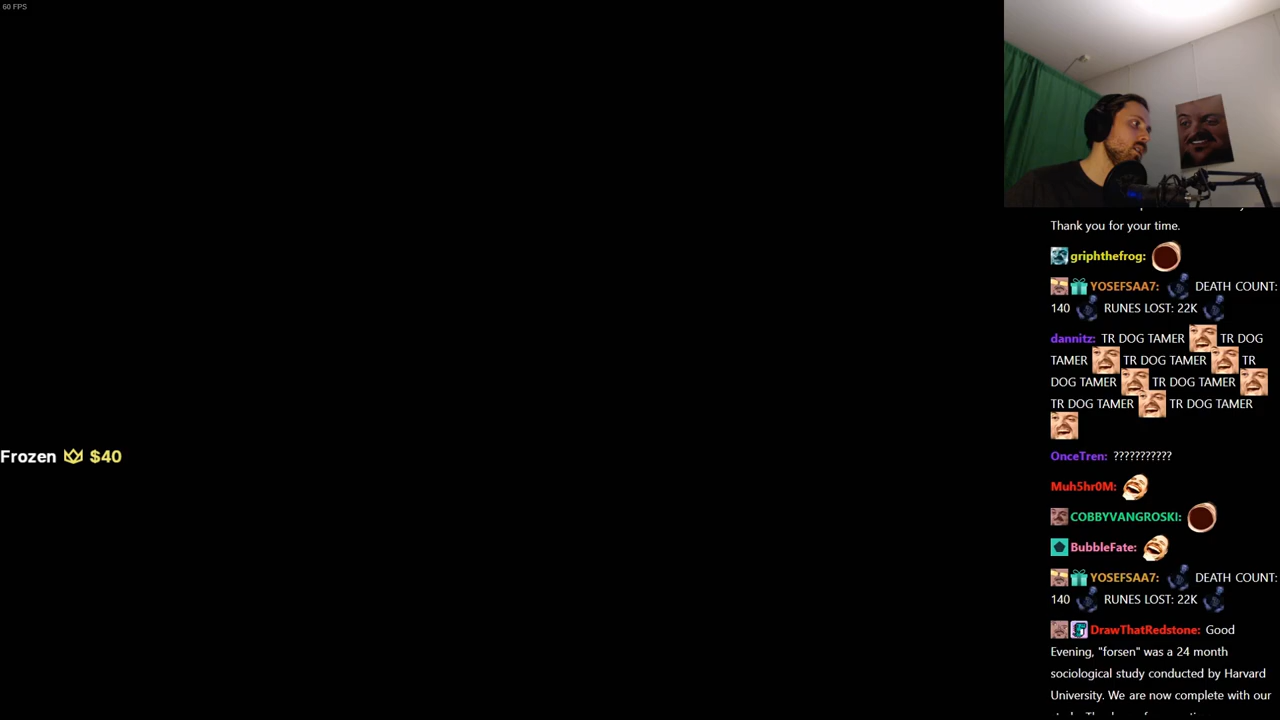 60 FPS
Thank you for your time.
griphthefrog:
YOSEFSAA7: DEATH COUNT:
140 RUNES LOST: 22K
dannitz: TR DOG TAMER TR DOG
TAMER TR DOG TAMER TR
DOG TAMER TR DOG TAMER
TR DOG TAMER TR DOG TAMER
OnceTren: ???????????
Frozen $40
Muh5hr0M:
COBBYVANGROSKI:
BubbleFate:
YOSEFSAA7: DEATH COUNT:
140 RUNES LOST: 22K
DrawThatRedstone: Good
Evening, "forsen" was a 24 month
sociological study conducted by Harvard
University. We are now complete with our